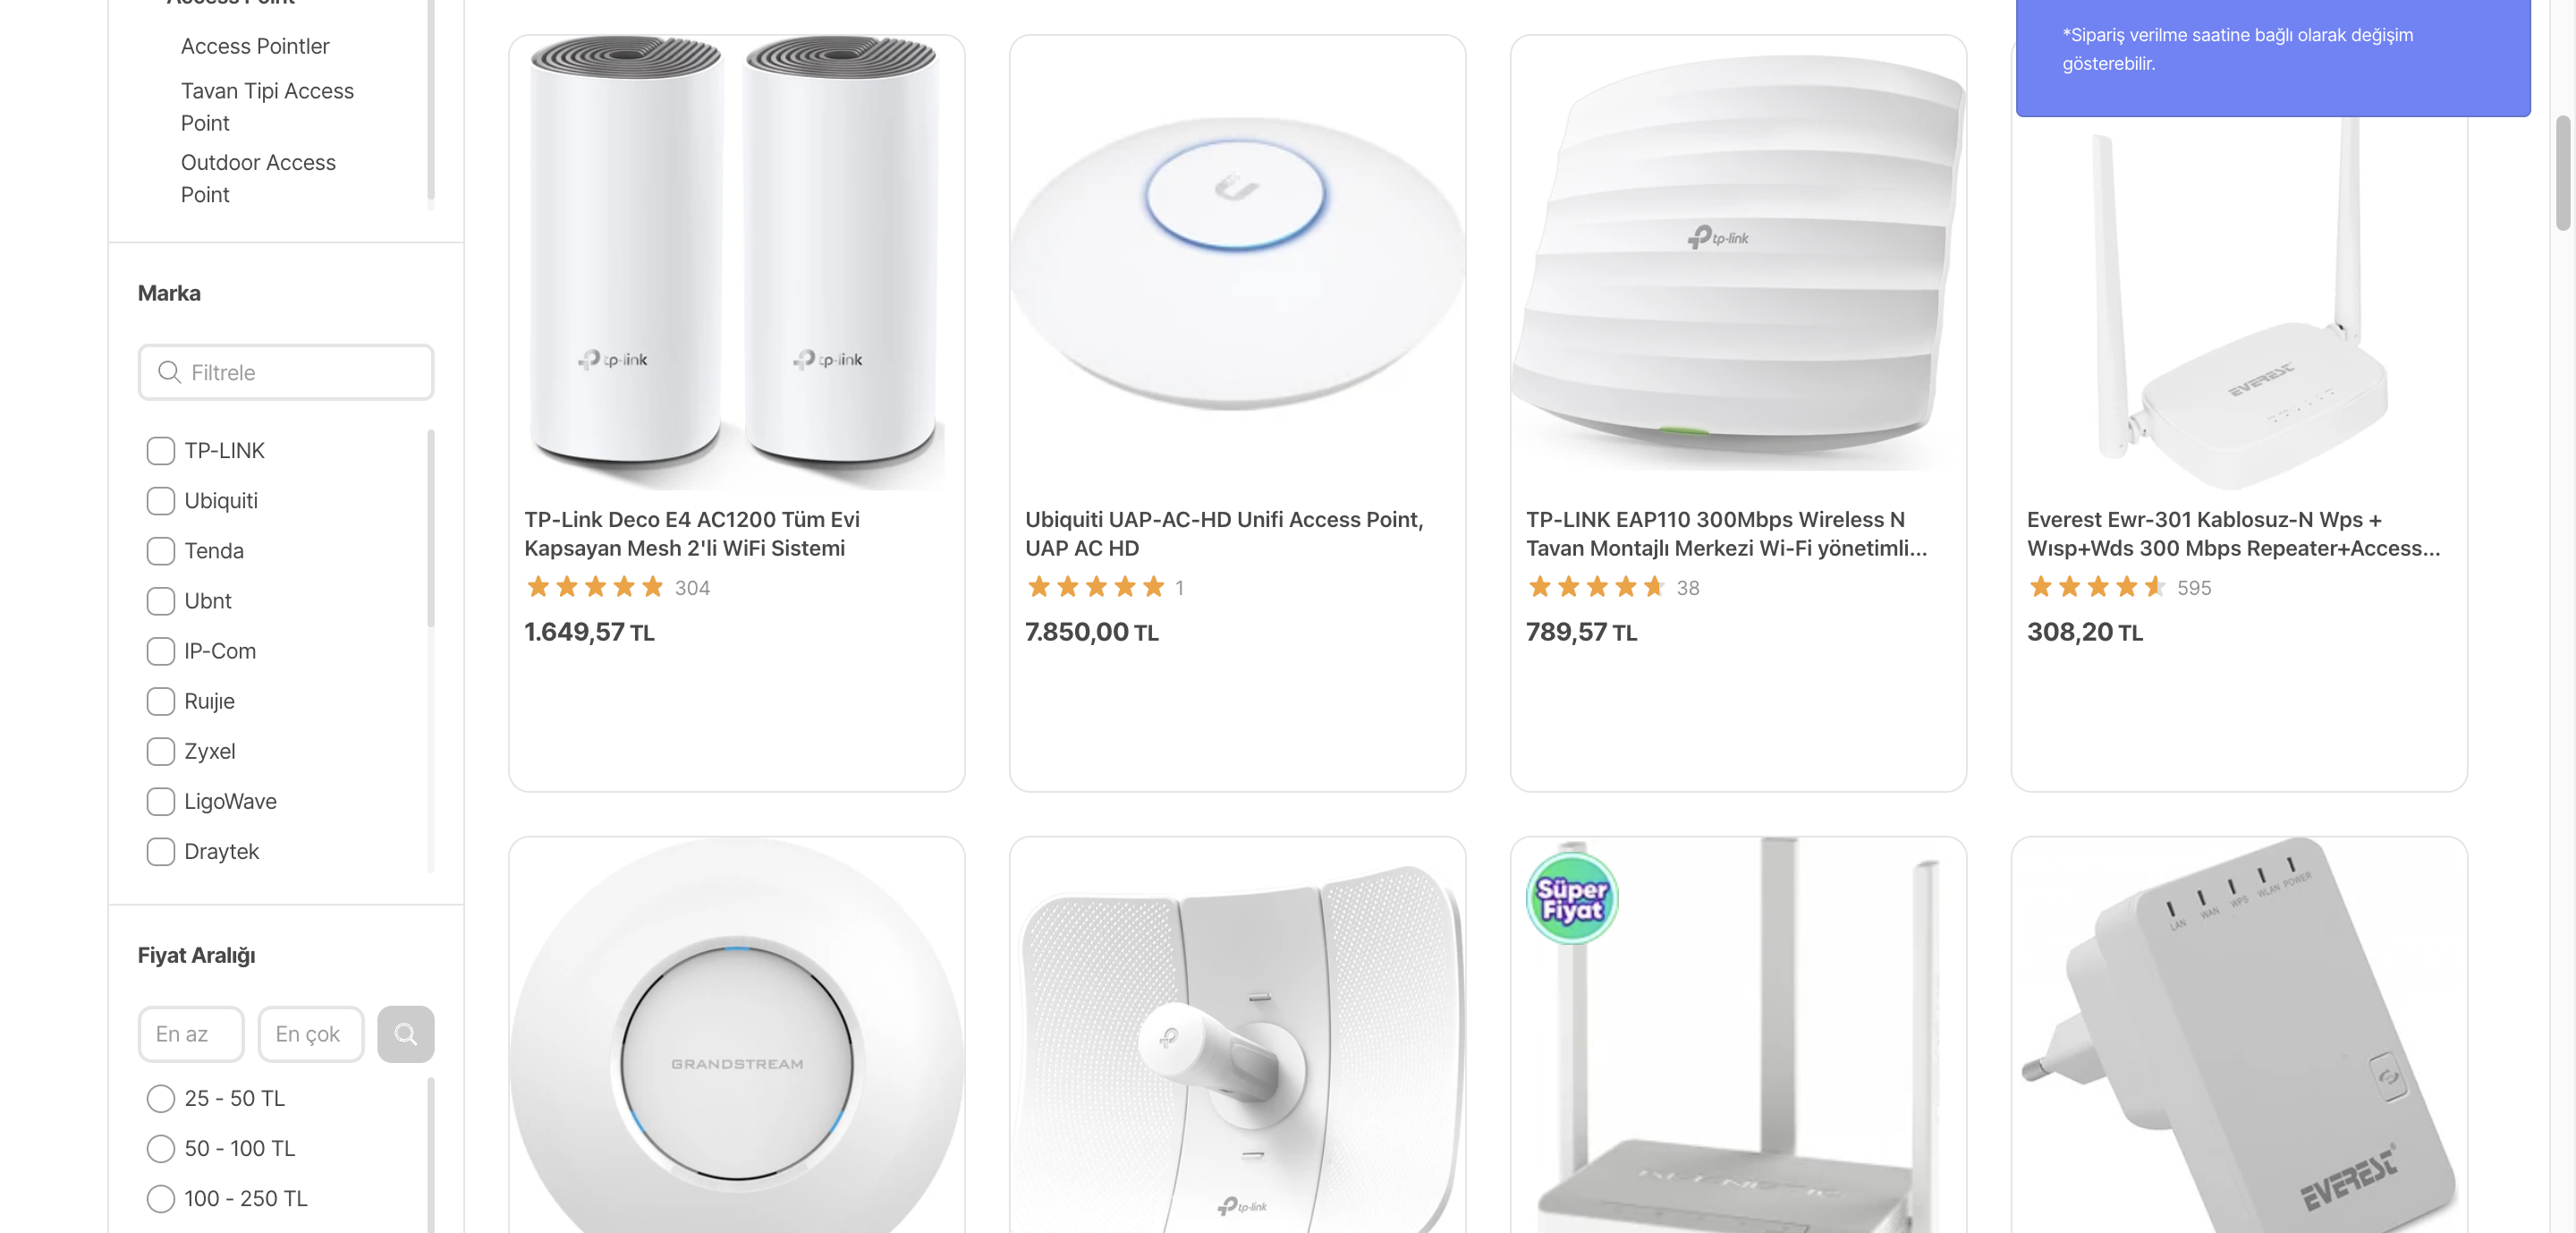 Access Point
Access Pointler
Tavan Tipi Access
Point
Outdoor Access
Point
Marka
Filtrele
TP-LINK
Ubiquiti
Tenda
Ubnt
IP-Com
Ruıjıe
Zyxel
LigoWave
Draytek
Fiyat Aralığı
En az
En çok
25 - 50 TL
50 - 100 TL
100 - 250 TL
*Sipariş verilme saatine bağlı olarak değişim
gösterebilir.
tp-link
tp-link
TP-Link Deco E4 AC1200 Tüm Evi
Kapsayan Mesh 2'li WiFi Sistemi
304
1.649,57 TL
Ubiquiti UAP-AC-HD Unifi Access Point,
UAP AC HD
1
7.850,00 TL
tp-link
TP-LINK EAP110 300Mbps Wireless N
Tavan Montajlı Merkezi Wi-Fi yönetimli...
38
789,57 TL
EVEREST
Everest Ewr-301 Kablosuz-N Wps +
Wısp+Wds 300 Mbps Repeater+Access...
595
308,20 TL
GRANDSTREAM
tp-link
Süper
Fiyat
LAN WAN WPS WLAN POWER
EVEREST